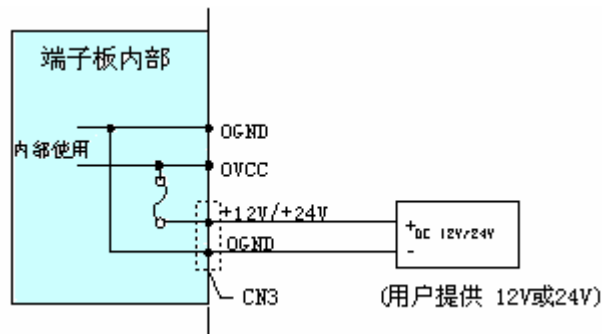 端子板内部
OGND
内部使用
OVCC
+12V/+24V
OGND
+DC 12V/24V
-
CN3
(用户提供 12V或24V)